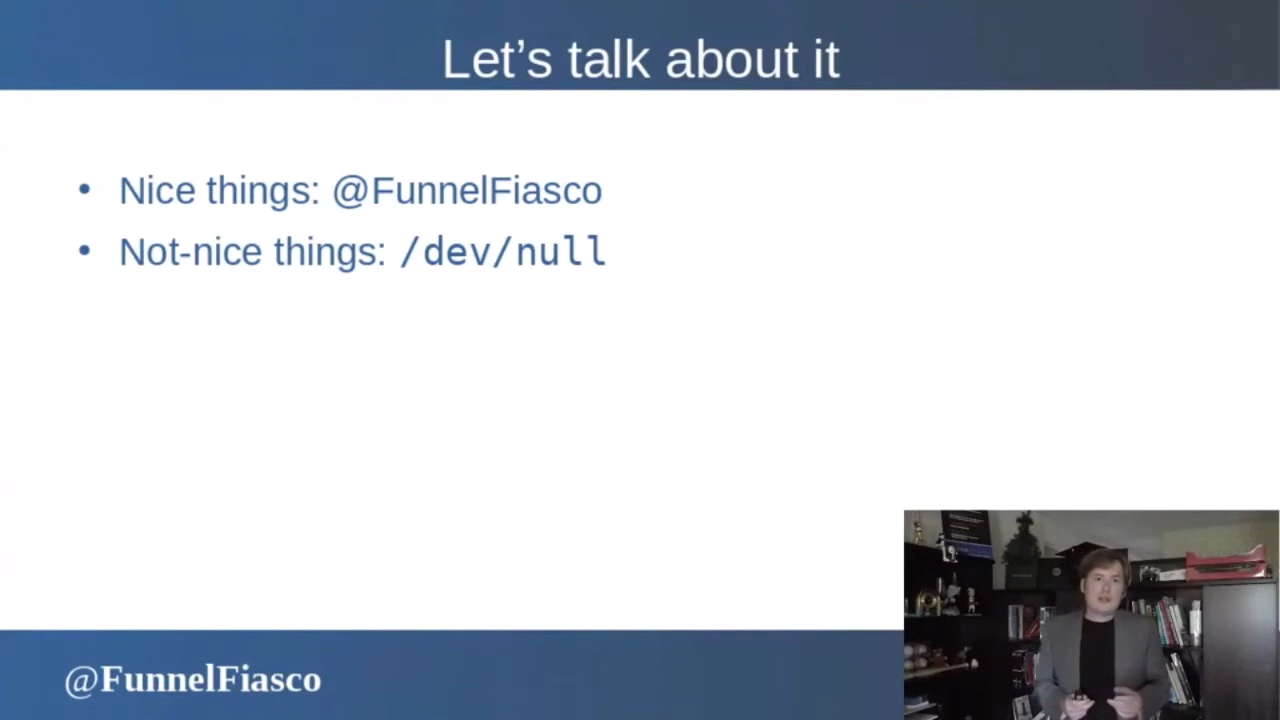 Let’s talk about it
• Nice things: @FunnelFiasco
• Not-nice things: /dev/null
@FunnelFiasco